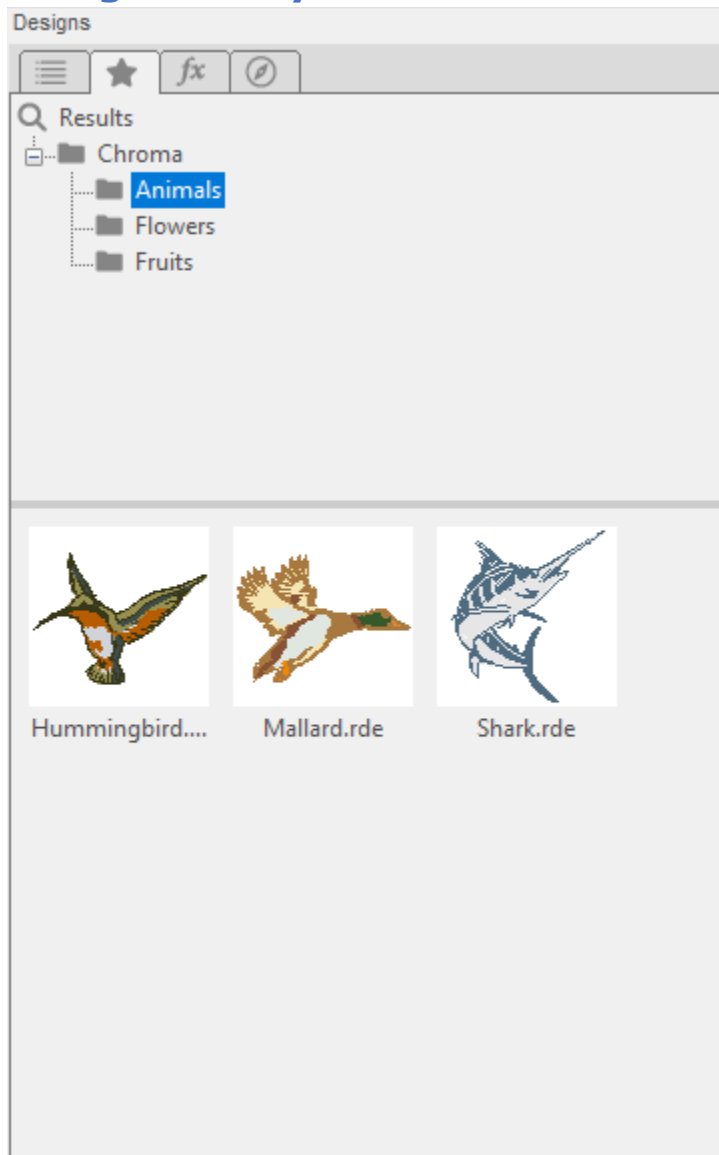 Designs
fx
Results
Chroma
Animals
Flowers
Fruits
Hummingbird.... Mallard.rde Shark.rde